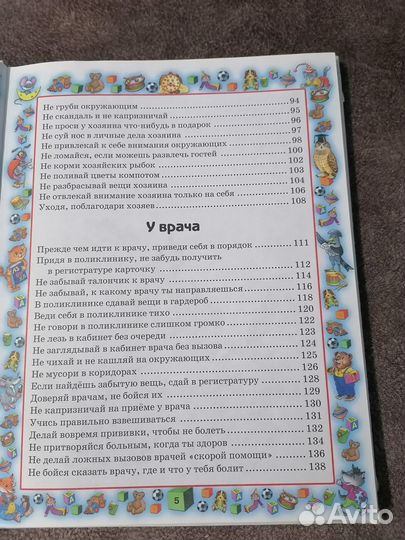 Не груби окружающим ........ 94
Не скандаль и не капризничай ........ 95
Не проси у хозяина что-нибудь в подарок ........ 96
Не суй нос в личные дела хозяина ........ 97
Не привлекай к себе внимания окружающих ........ 98
Не ломайся, если можешь развлечь гостей ........ 100
Не корми хозяйских рыбок ........ 102
Не поливай цветы компотом ........ 103
Не разбрасывай вещи хозяина ........ 104
Не отвлекай внимание хозяина только на себя ........ 106
Уходя, поблагодари хозяев ........ 108
У врача
Прежде чем идти к врачу, приведи себя в порядок ........ 111
Придя в поликлинику, не забудь получить
в регистратуре карточку ........ 112
Не забывай талончик к врачу ........ 114
Не забывай, к какому врачу ты направляешься ........ 116
В поликлинике сдавай вещи в гардероб ........ 118
Веди себя в поликлинике тихо ........ 120
Не говори в поликлинике слишком громко ........ 122
Не лезь в кабинет без очереди ........ 123
Не заглядывай в кабинет врача без вызова ........ 124
Не чихай и не кашляй на окружающих ........ 125
Не мусори в коридорах ........ 126
Если найдёшь забытую вещь, сдай в регистратуру ........ 128
Доверяй врачам, не бойся их ........ 129
Не капризничай на приёме у врача ........ 130
Учись правильно взвешиваться ........ 131
Делай вовремя прививки, чтобы не болеть ........ 132
Не притворяйся больным, когда ты здоров ........ 134
Не делай ложных вызовов врачей «скорой помощи» ........ 136
Не бойся сказать врачу, где и что у тебя болит ........ 138
5
Avito